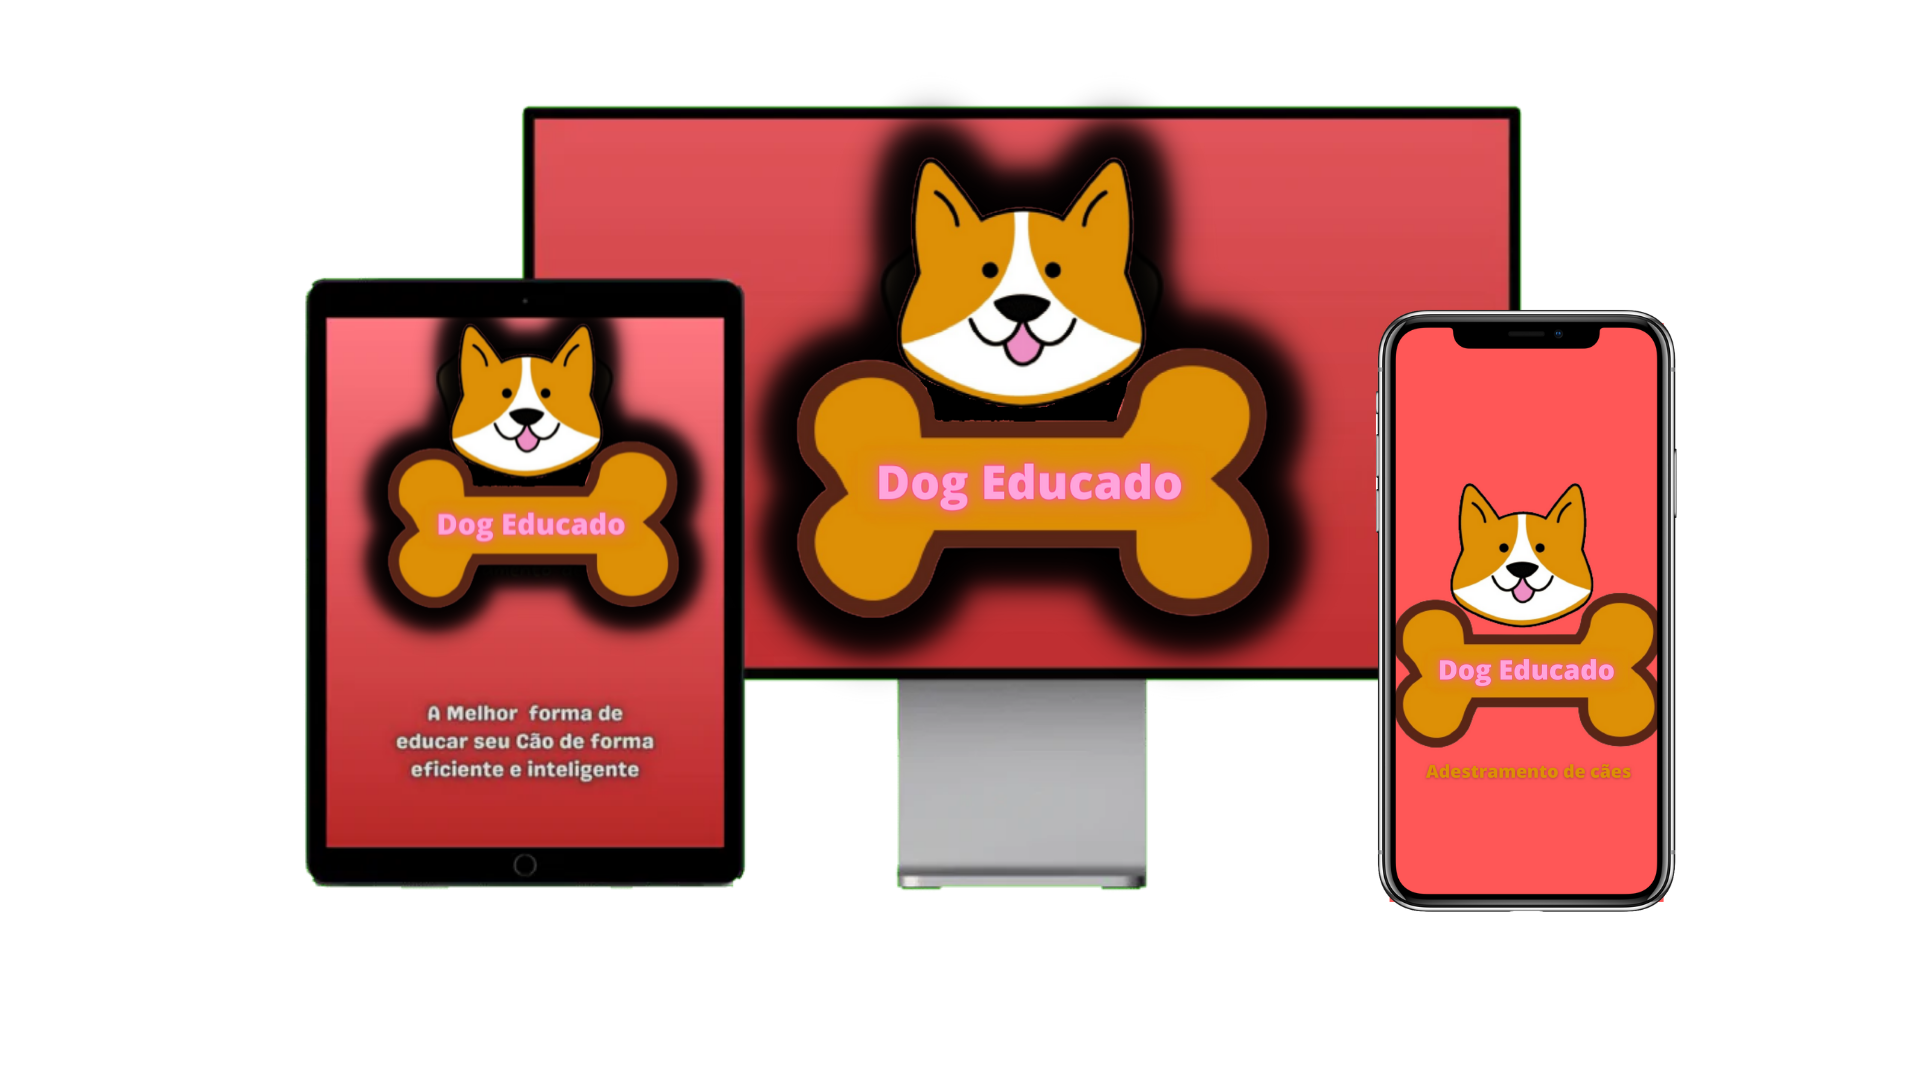 Dog Educado
A Melhor forma de
educar seu Cão de forma
eficiente e inteligente
Dog Educado
Dog Educado
Adestramento de cães